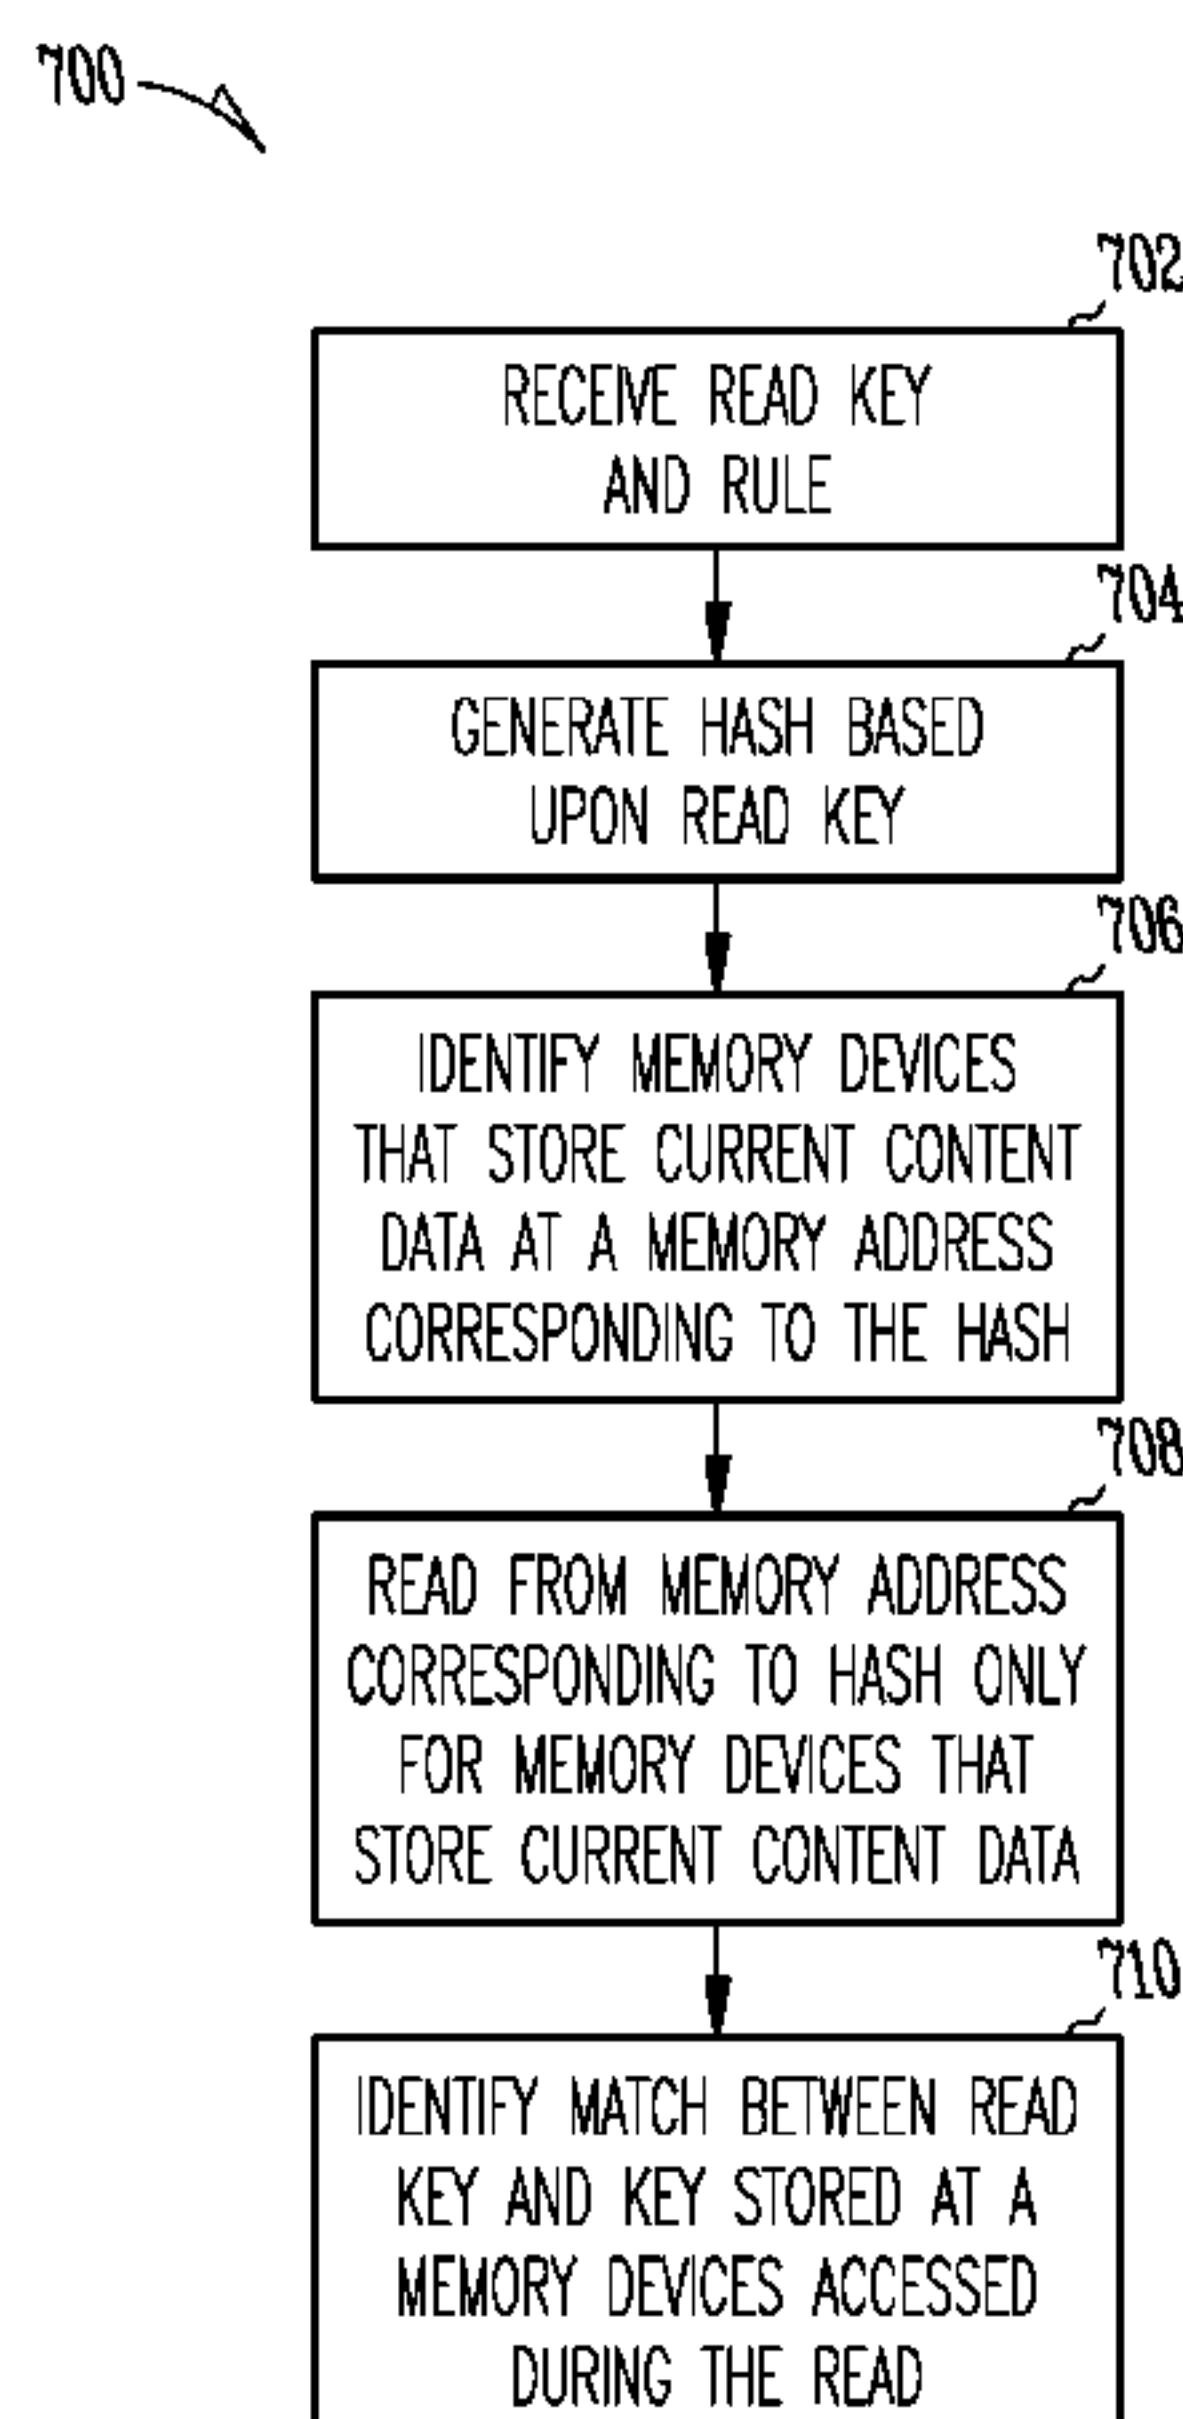 700
702
RECEIVE READ KEY
AND RULE
704
GENERATE HASH BASED
UPON READ KEY
706
IDENTIFY MEMORY DEVICES
THAT STORE CURRENT CONTENT
DATA AT A MEMORY ADDRESS
CORRESPONDING TO THE HASH
708
READ FROM MEMORY ADDRESS
CORRESPONDING TO HASH ONLY
FOR MEMORY DEVICES THAT
STORE CURRENT CONTENT DATA
710
IDENTIFY MATCH BETWEEN READ
KEY AND KEY STORED AT A
MEMORY DEVICES ACCESSED
DURING THE READ